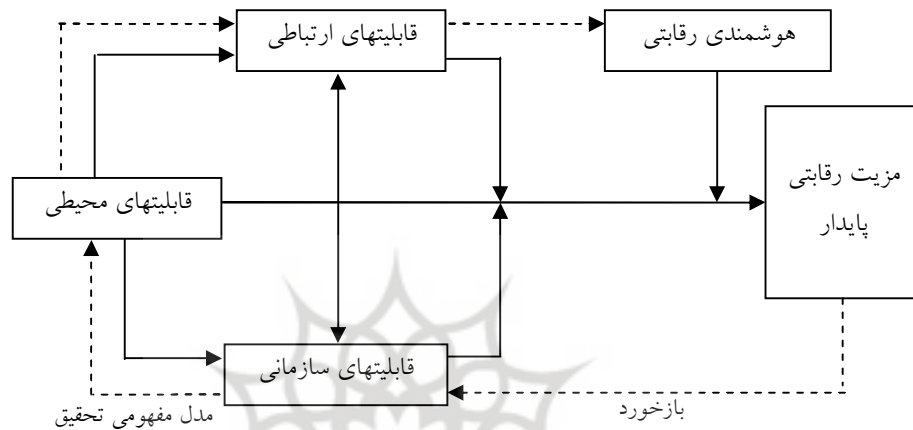 هوشمندی رقابتی
قابلیتهای ارتباطی
مزیت رقابتی
پایدار
قابلیتهای محیطی
قابلیتهای سازمانی
بازخورد
مدل مفهومی تحقیق